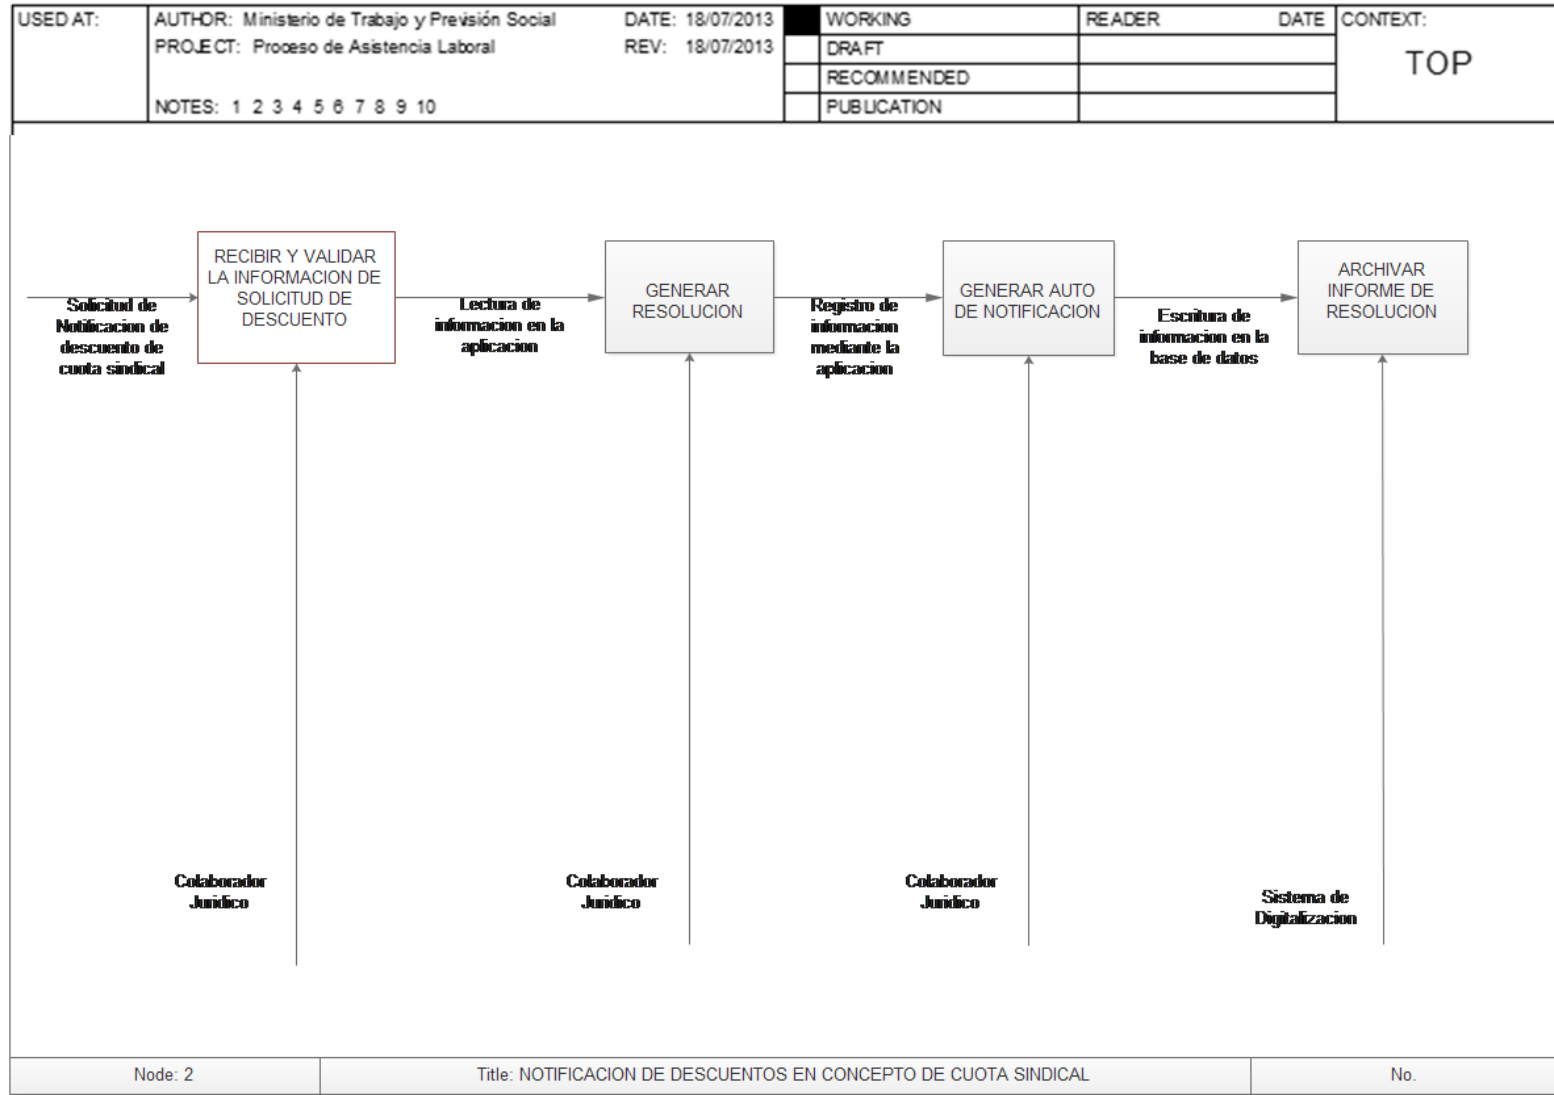 USED AT:
AUTHOR: Ministerio de Trabajo y Previsión Social
DATE: 18/07/2013
PROJECT: Proceso de Asistencia Laboral
REV: 18/07/2013
NOTES: 1 2 3 4 5 6 7 8 9 10
WORKING
DRAFT
RECOMMENDED
PUBLICATION
READER DATE
CONTEXT:
TOP
Solicitud de
Notificacion de
descuento de
cuota sindical
RECIBIR Y VALIDAR
LA INFORMACION DE
SOLICITUD DE
DESCUENTO
Lectura de
informacion en la
aplicacion
GENERAR
RESOLUCION
Registro de
informacion
mediante la
aplicacion
GENERAR AUTO
DE NOTIFICACION
Escritura de
informacion en la
base de datos
ARCHIVAR
INFORME DE
RESOLUCION
Colaborador
Juridico
Colaborador
Juridico
Colaborador
Juridico
Sistema de
Digitalizacion
Node: 2
Title: NOTIFICACION DE DESCUENTOS EN CONCEPTO DE CUOTA SINDICAL
No.